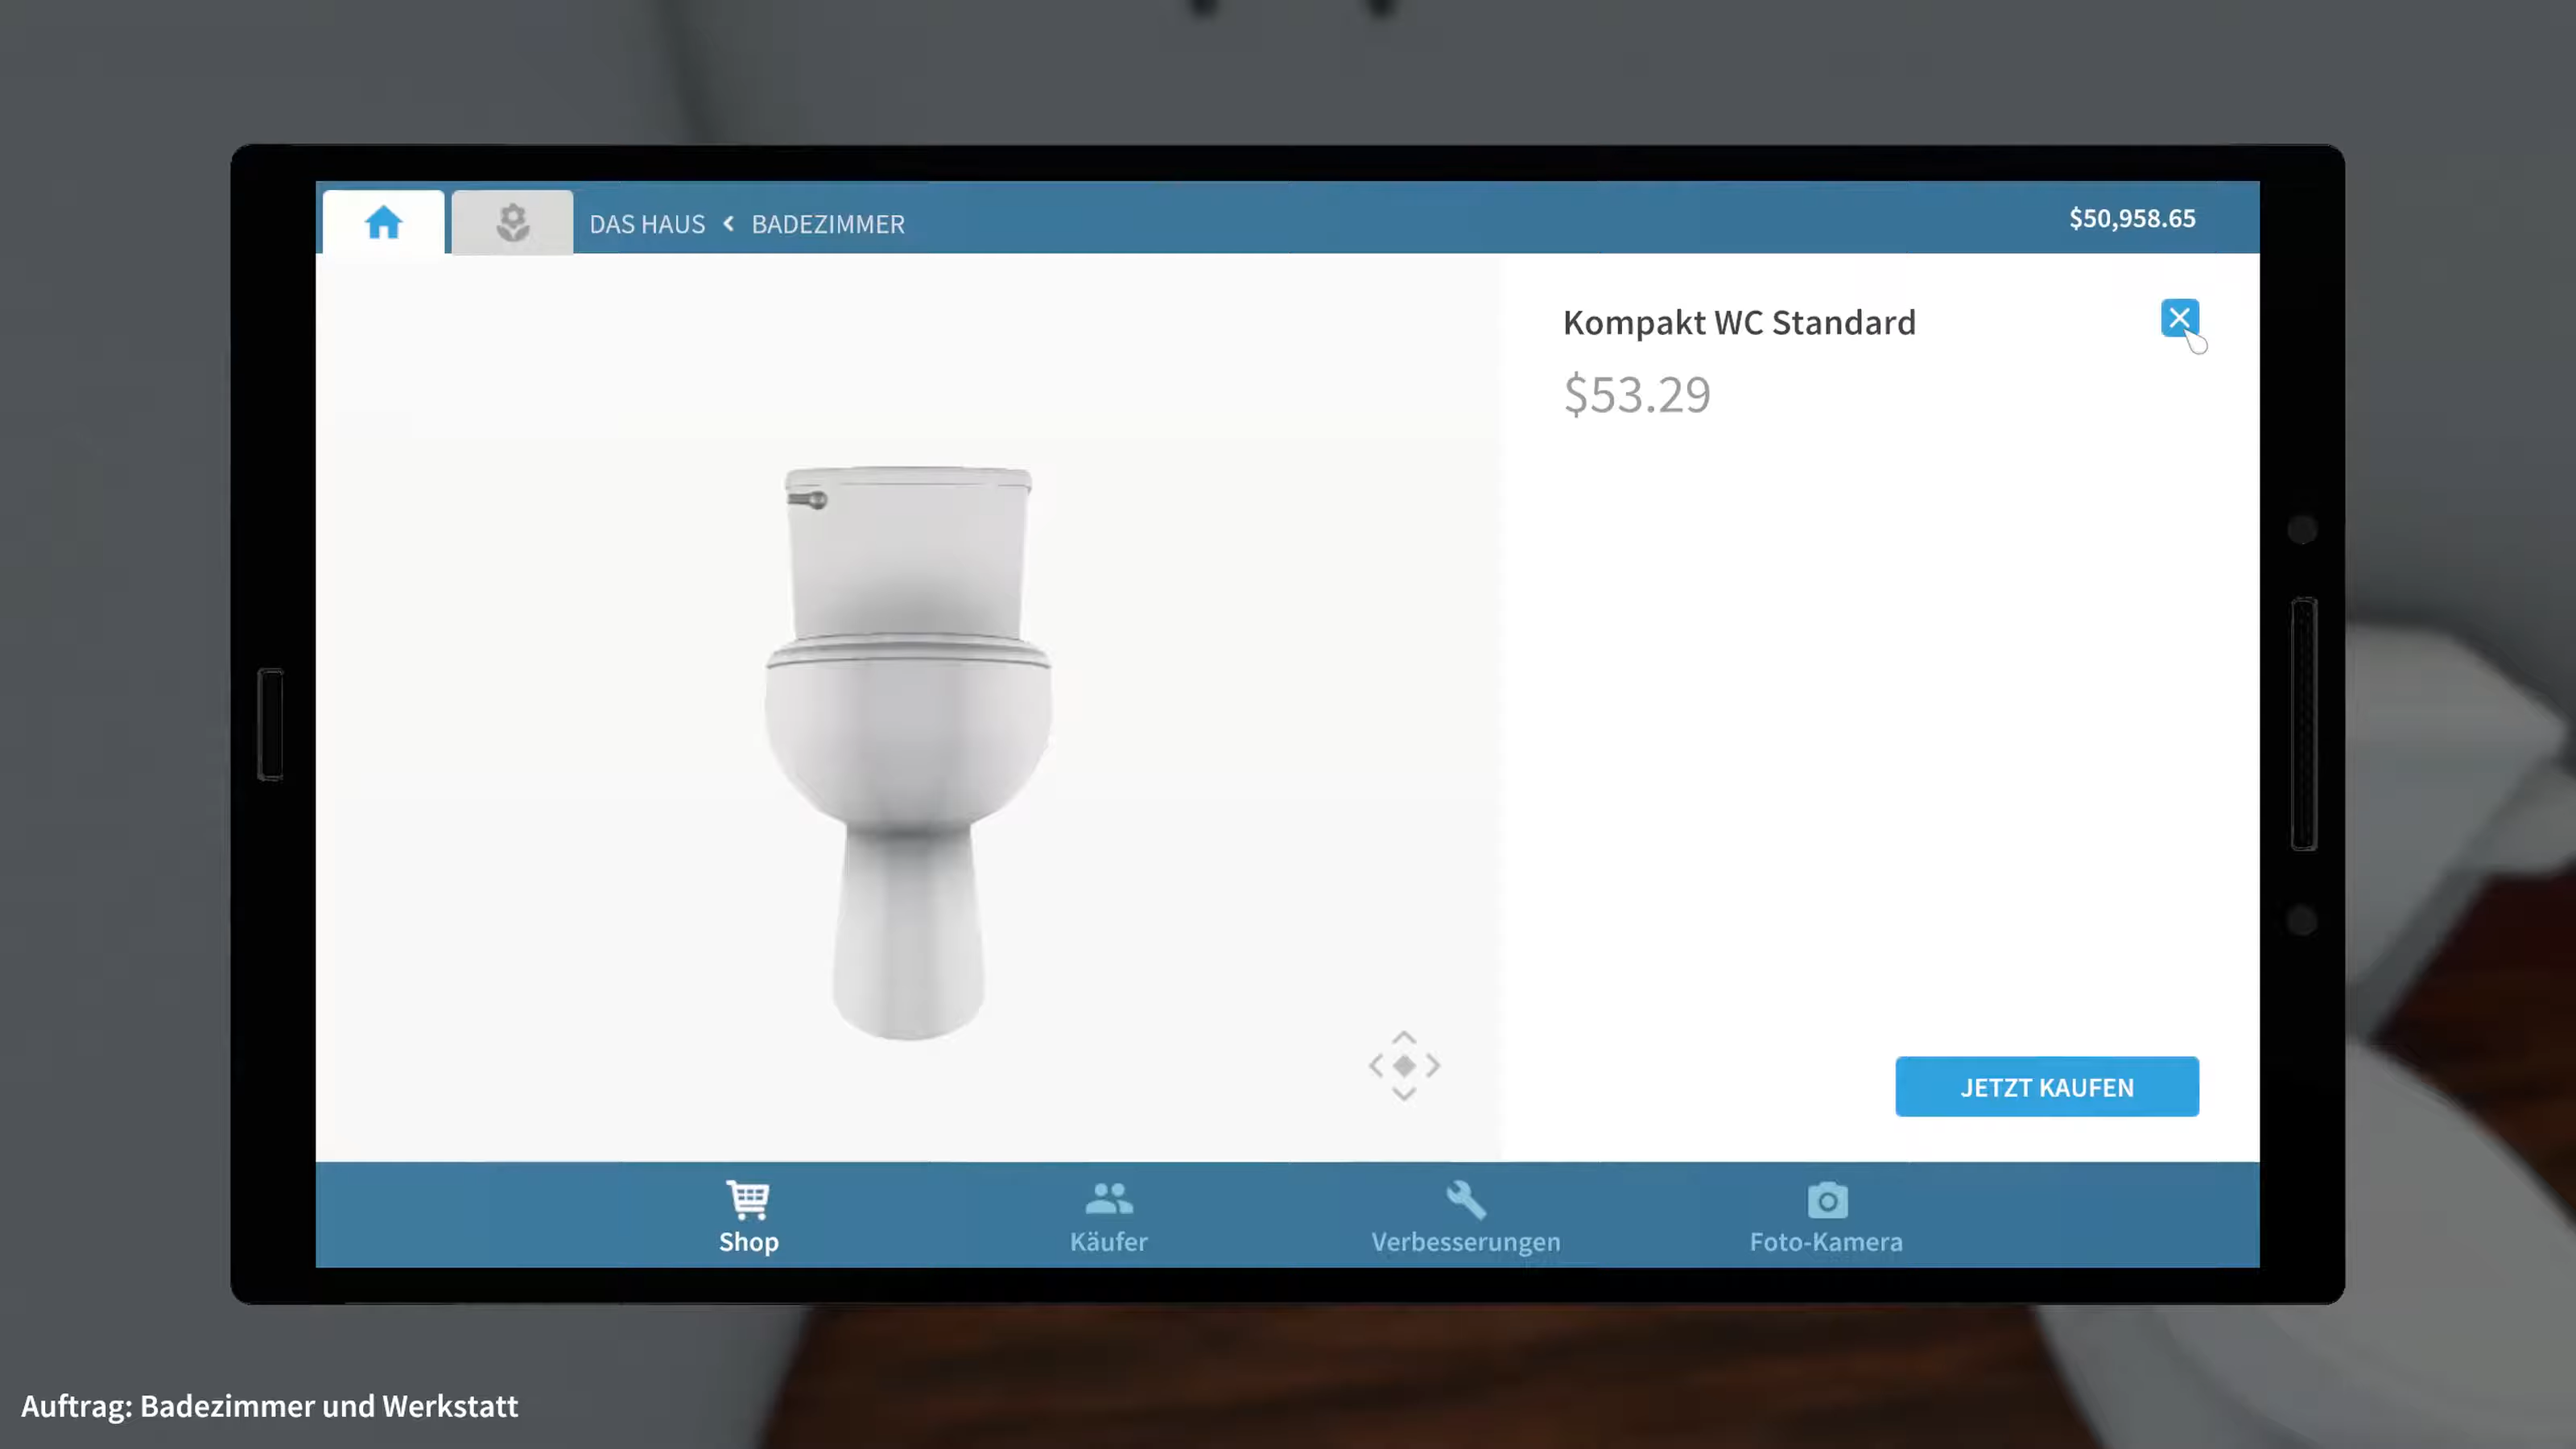 DAS HAUS < BADEZIMMER
$50,958.65
Kompakt WC Standard
$53.29
JETZT KAUFEN
Shop
Käufer
Verbesserungen
Foto-Kamera
Auftrag: Badezimmer und Werkstatt